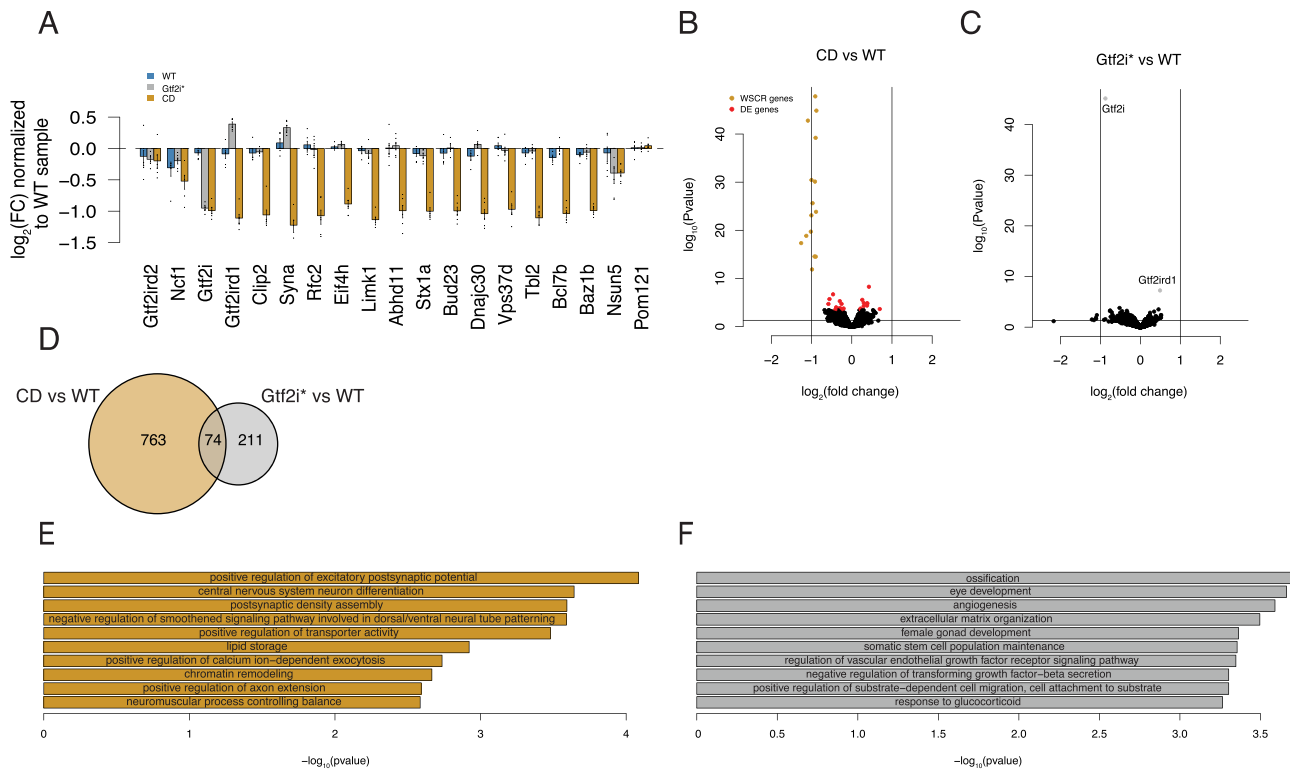 A
WT
Gtf2i*
CD
log2(FC) normalized
to WT sample
0.5
0.0
−0.5
−1.0
−1.5
Gtf2ird2
Ncf1
Gtf2i
Gtf2ird1
Clip2
Syna
Rfc2
Eif4h
Limk1
Abhd11
Stx1a
Bud23
Dnajc30
Vps37d
Tbl2
Bcl7b
Baz1b
Nsun5
Pom121
B
CD vs WT
WSCR genes
DE genes
log10(Pvalue)
40
30
20
10
0
−2 −1 0 1 2
log2(fold change)
C
Gtf2i* vs WT
Gtf2i
Gtf2ird1
log10(Pvalue)
40
30
20
10
0
−2 −1 0 1 2
log2(fold change)
D
CD vs WT
Gtf2i* vs WT
763 74 211
E
positive regulation of excitatory postsynaptic potential
central nervous system neuron differentiation
postsynaptic density assembly
negative regulation of smoothened signaling pathway involved in dorsal/ventral neural tube patterning
positive regulation of transporter activity
lipid storage
positive regulation of calcium ion−dependent exocytosis
chromatin remodeling
positive regulation of axon extension
neuromuscular process controlling balance
0 1 2 3 4
−log10(pvalue)
F
ossification
eye development
angiogenesis
extracellular matrix organization
female gonad development
somatic stem cell population maintenance
regulation of vascular endothelial growth factor receptor signaling pathway
negative regulation of transforming growth factor−beta secretion
positive regulation of substrate−dependent cell migration, cell attachment to substrate
response to glucocorticoid
0 0.5 1.0 1.5 2.0 2.5 3.0 3.5
−log10(pvalue)